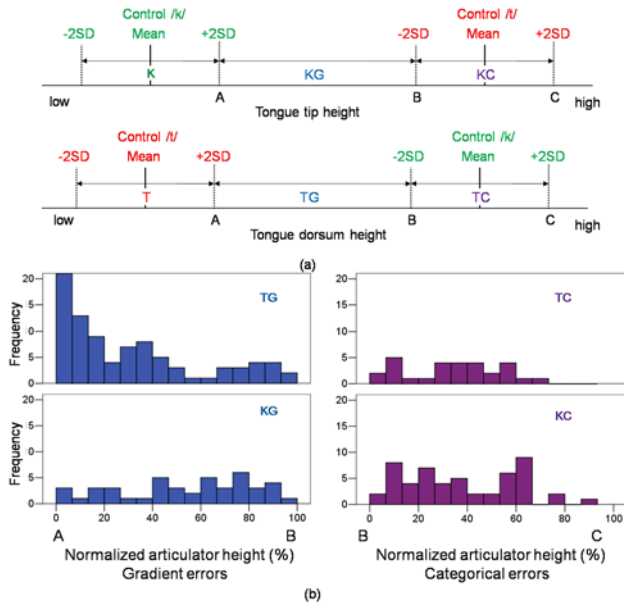 Control /k/ Control /t/
-2SD Mean +2SD -2SD Mean +2SD
K KG KC
low A B C high
Tongue tip height
Control /t/ Control /k/
-2SD Mean +2SD -2SD Mean +2SD
T TG TC
low A B C high
Tongue dorsum height
(a)
20 TG 20 TC
15 15
Frequency 0 10
5 5
0 0
20 KG 20 KC
15 15
Frequency 10 10
5 5
0 0
0 20 40 60 80 100 0 20 40 60 80 100
A B B C
Normalized articulator height (%) Normalized articulator height (%)
Gradient errors Categorical errors
(b)